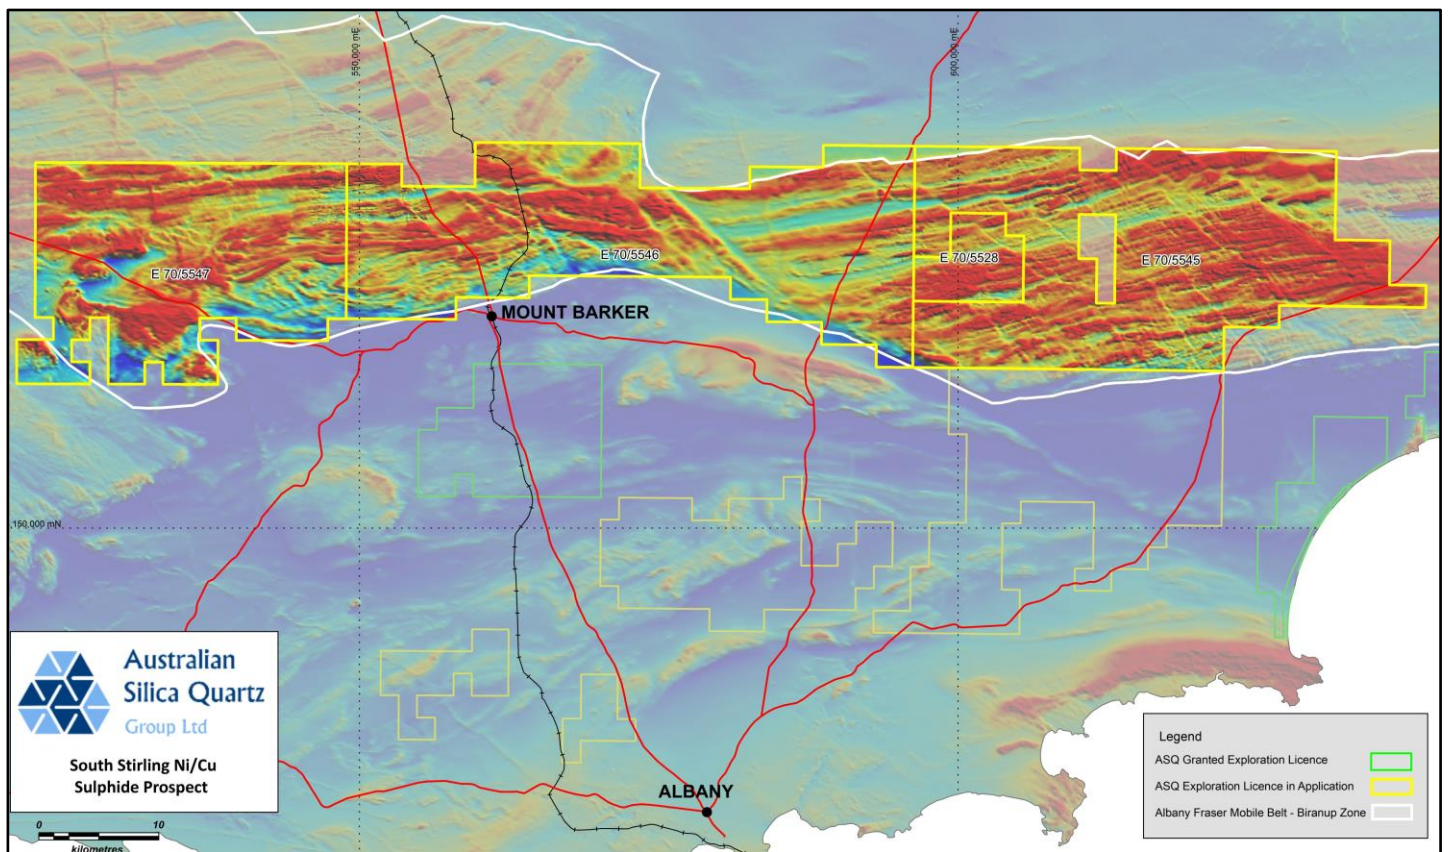 550,000 mE
600,000 mE
E 70/5547
E 70/5546
E 70/5528
E 70/5545
MOUNT BARKER
150,000 mN
Australian
Silica Quartz
Group Ltd
South Stirling Ni/Cu
Sulphide Prospect
0 10
kilometres
ALBANY
Legend
ASQ Granted Exploration Licence
ASQ Exploration Licence in Application
Albany Fraser Mobile Belt - Biranup Zone